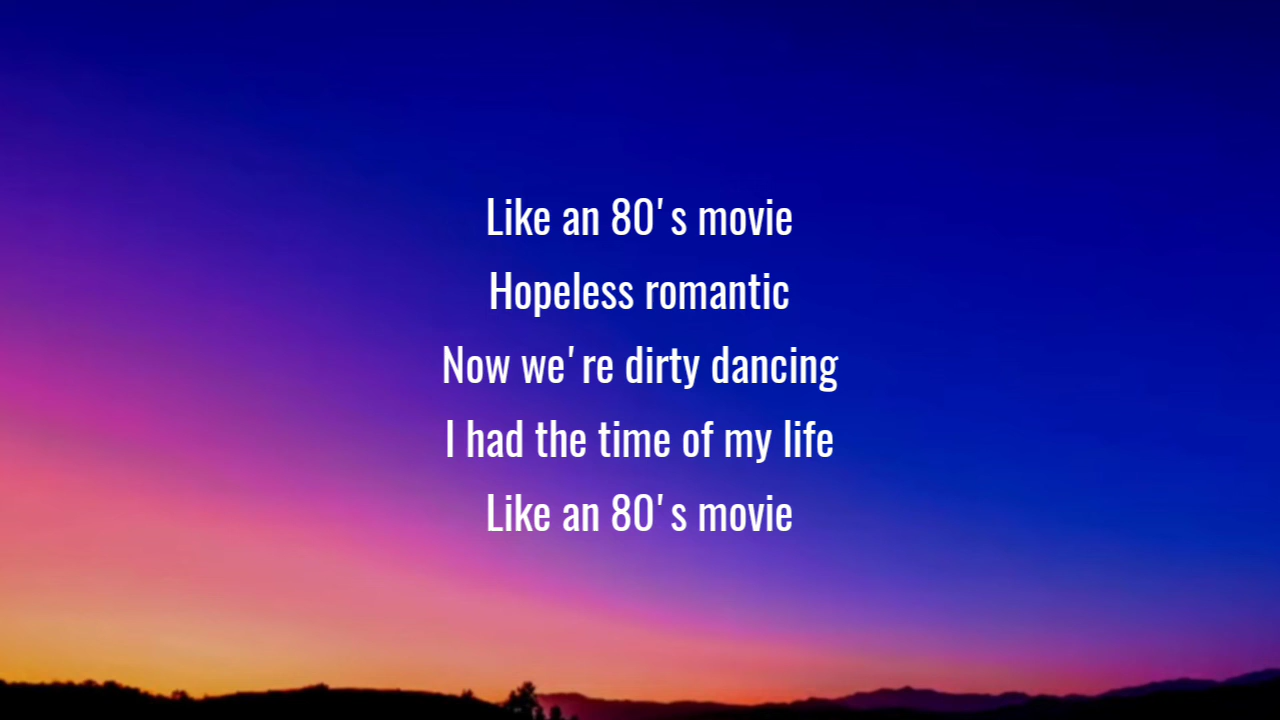 Like an 80's movie
Hopeless romantic
Now we're dirty dancing
I had the time of my life
Like an 80's movie